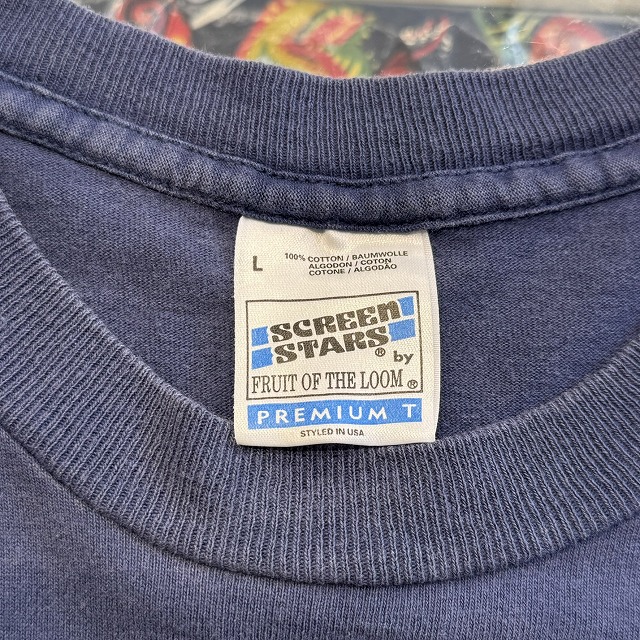 L
100% COTTON / BAUMWOLLE
ALGODON / COTON
COTONE / ALGODÃO
SCREEN
STARS®
by
FRUIT OF THE LOOM®
PREMIUM T
STYLED IN USA